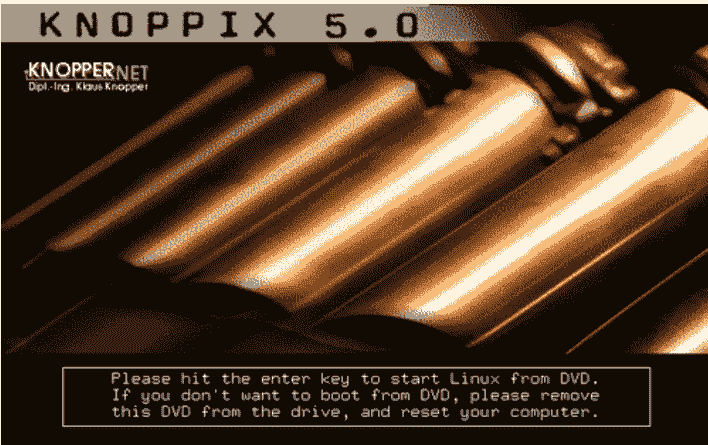 KNOPPIX 5.0
KNOPPER.NET
Dipl.-Ing. Klaus Knopper
Please hit the enter key to start Linux from DVD.
If you don't want to boot from DVD, please remove
this DVD from the drive, and reset your computer.